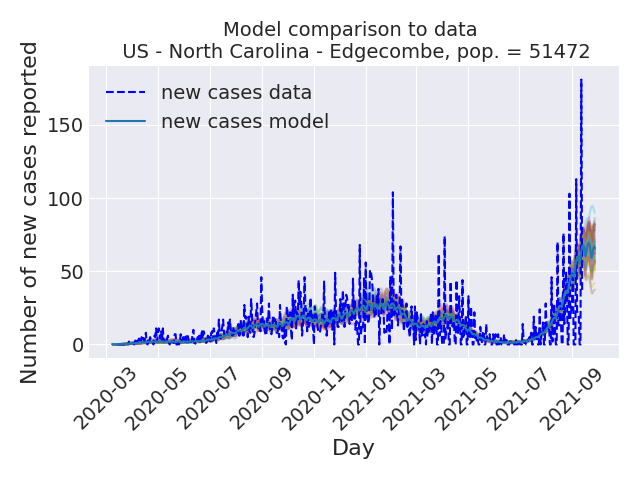 Model comparison to data
US - North Carolina - Edgecombe, pop. = 51472
Number of new cases reported
new cases data
new cases model
150
100
50
0
2020-03
2020-05
2020-07
2020-09
2020-11
2021-01
2021-03
2021-05
2021-07
2021-09
Day